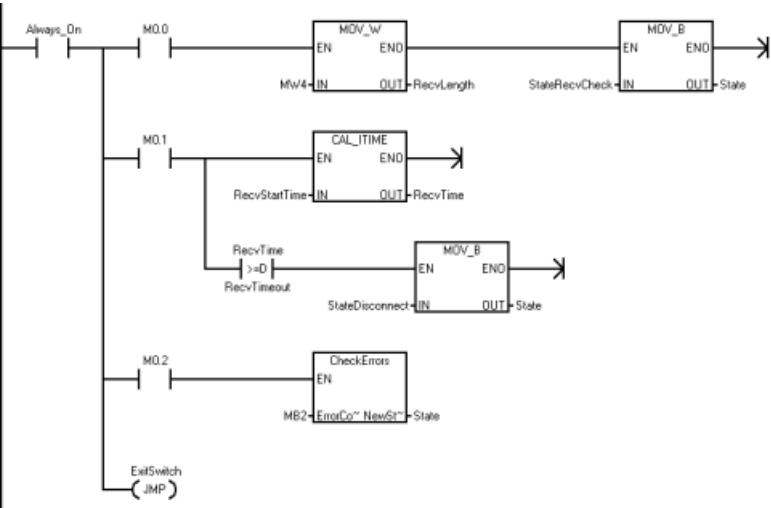 Always_On
M0.0
MOV_W
MOV_B
EN ENO
EN ENO
MW4 IN OUT RecvLength
StateRecvCheck IN OUT State
M0.1
CAL_ITIME
EN ENO
RecvStartTime IN OUT RecvTime
RecvTime
>=D
RecvTimeout
MOV_B
EN ENO
StateDisconnect IN OUT State
M0.2
CheckErrors
EN
MB2 ErrorCo~ NewSt~ State
ExitSwitch
JMP